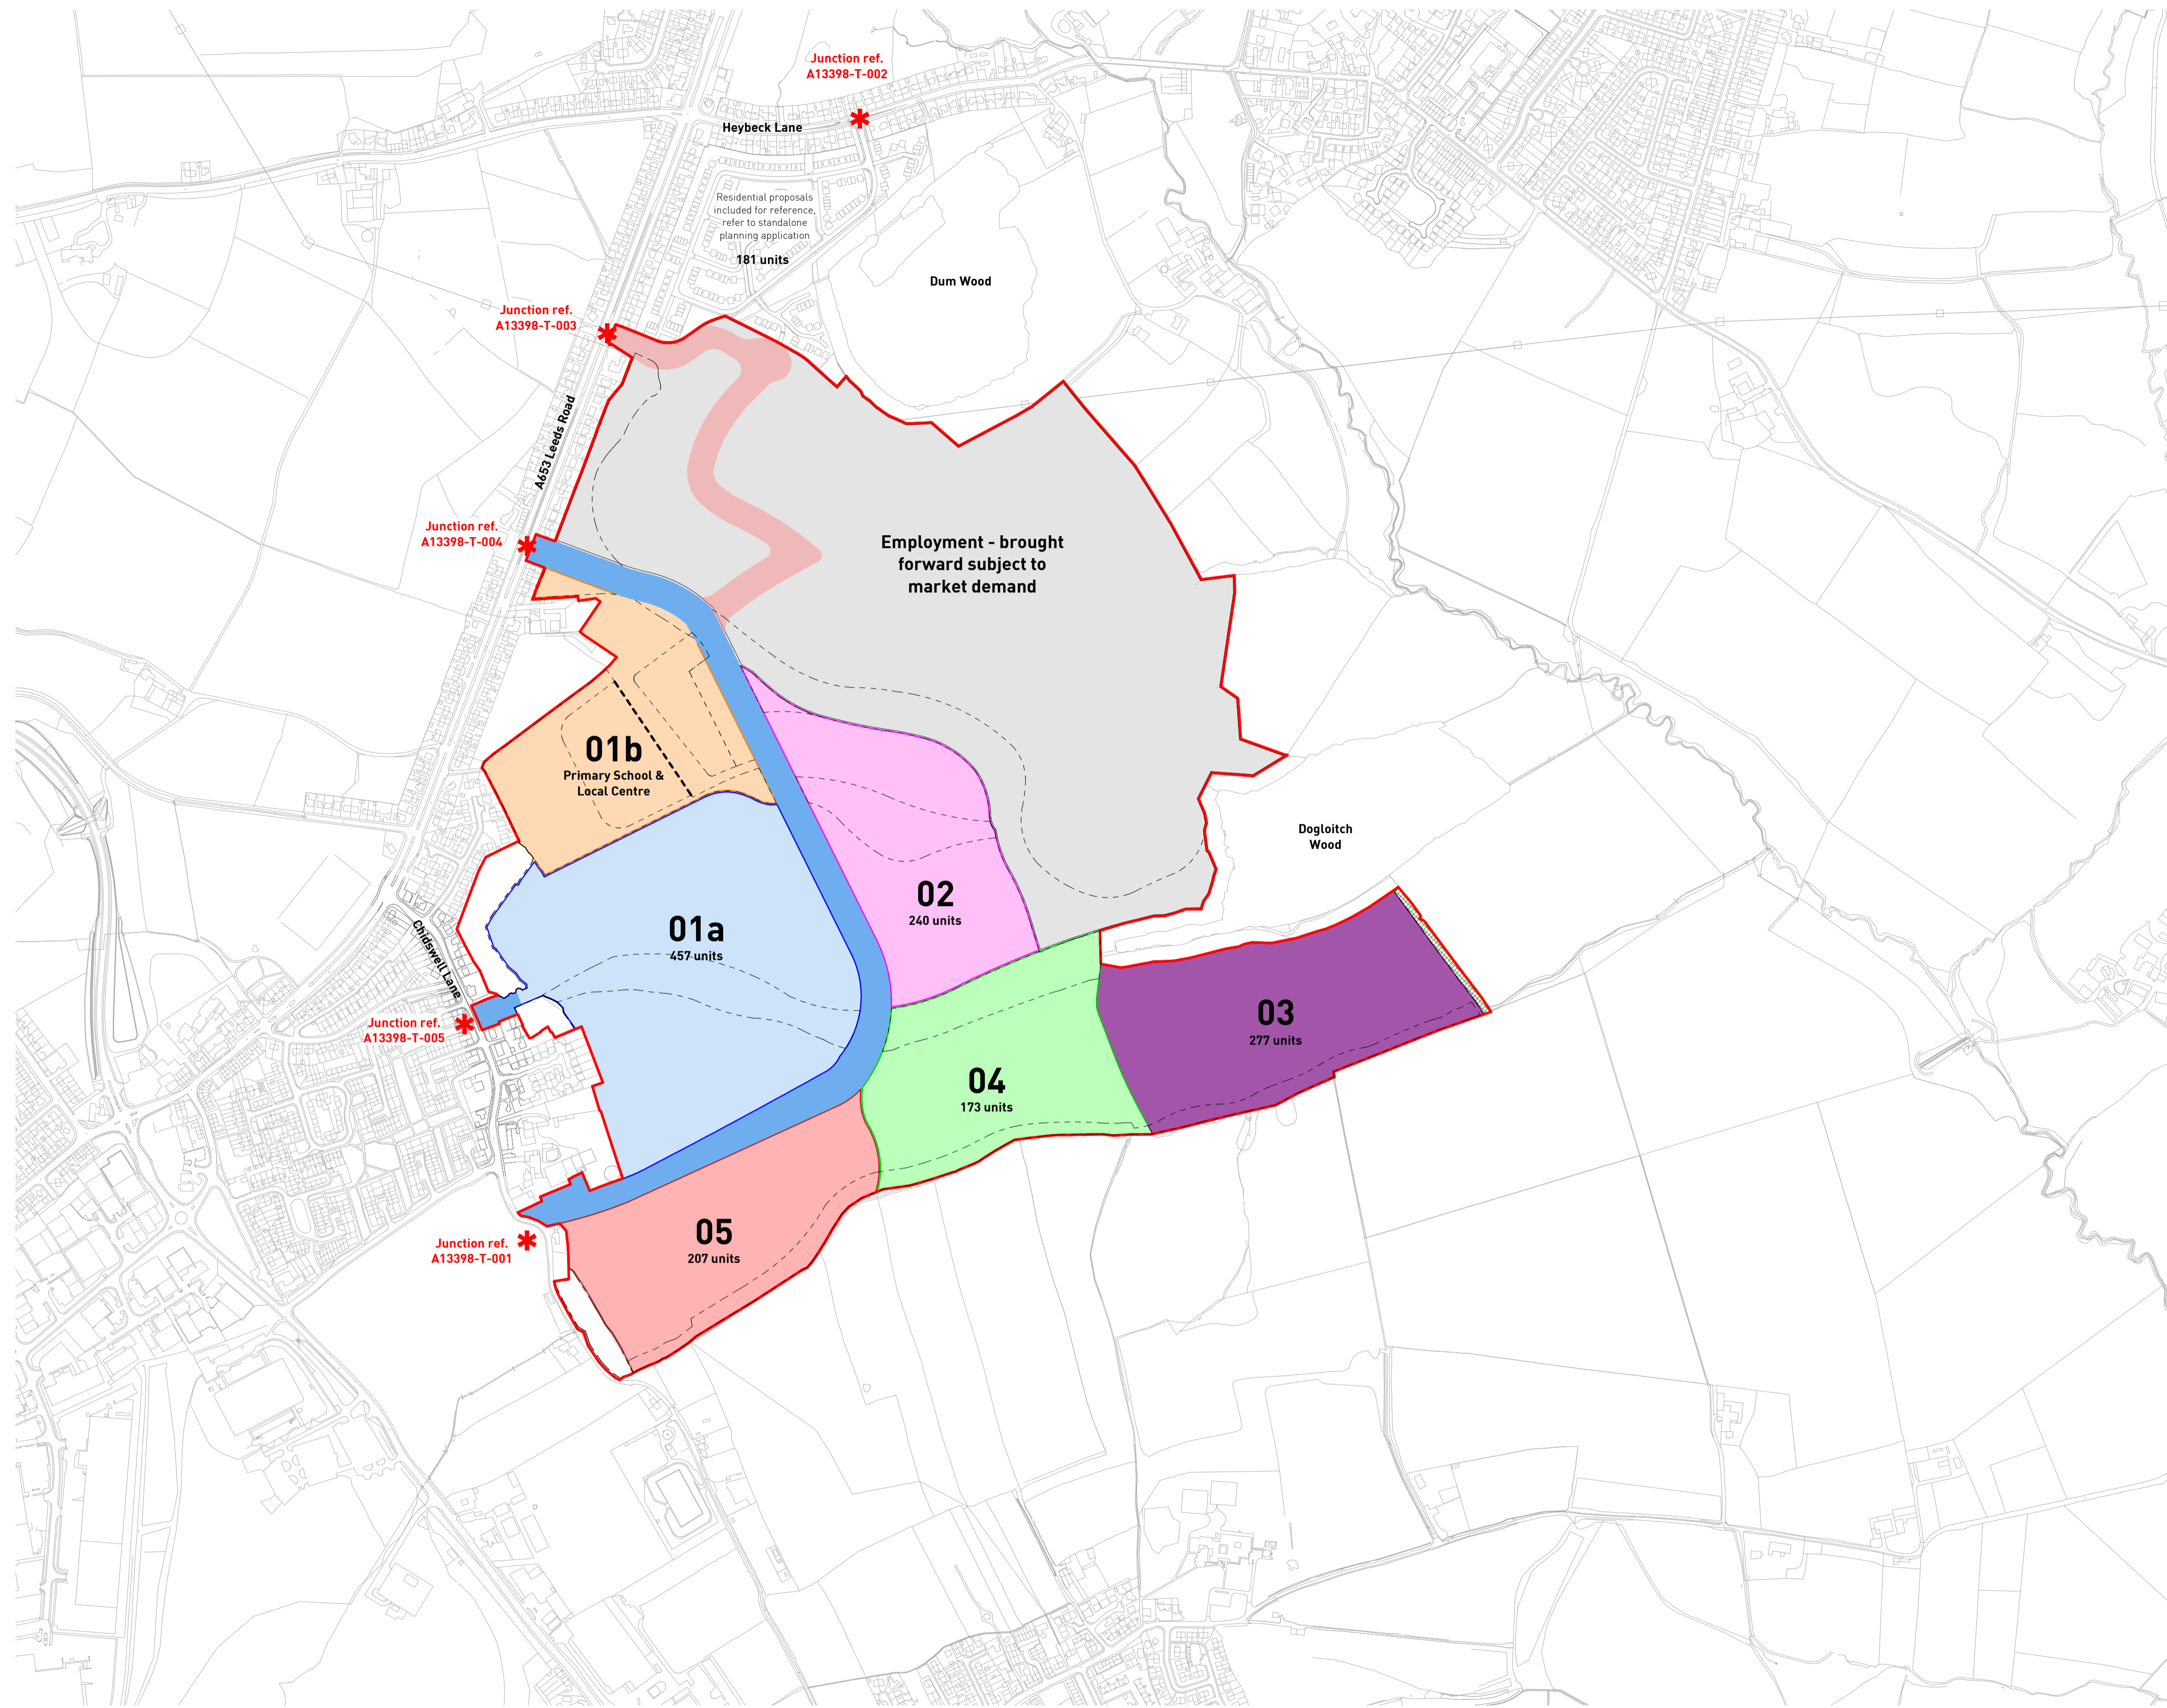 Junction ref.
A13398-T-002
Heybeck Lane
Residential proposals
included for reference,
refer to standalone
planning application
181 units
Dum Wood
Junction ref.
A13398-T-003
A653 Leeds Road
Junction ref.
A13398-T-004
Employment - brought
forward subject to
market demand
01b
Primary School &
Local Centre
Dogloitch
Wood
02
240 units
01a
457 units
Chidswell Lane
03
277 units
Junction ref.
A13398-T-005
04
173 units
05
207 units
Junction ref.
A13398-T-001